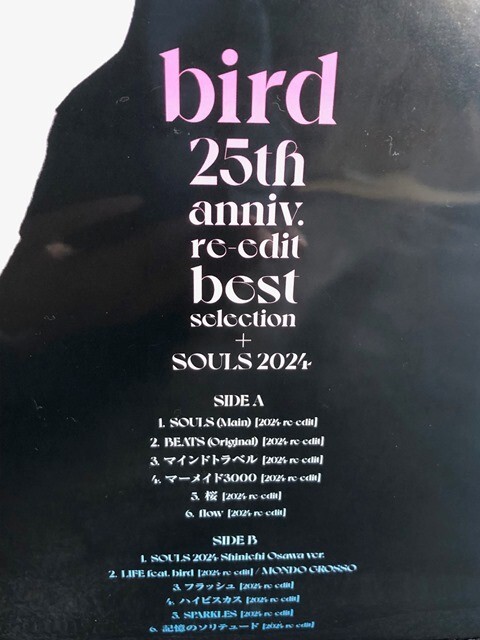 bird
25th
anniv.
re-edit
best
selection
+
SOULS 2024
SIDE A
1. SOULS (Main) [2024 re-edit]
2. BEATS (Original) [2024 re-edit]
3. マインドトラベル [2024 re-edit]
4. マーメイド3000 [2024 re-edit]
5. 桜 [2024 re-edit]
6. flow [2024 re-edit]
SIDE B
1. SOULS 2024 Shinichi Osawa ver.
2. LIFE feat. bird [2024 re-edit] / MONDO GROSSO
3. フラッシュ [2024 re-edit]
4. ハイビスカス [2024 re-edit]
5. SPARKLES [2024 re-edit]
6. 記憶のソリテュード [2024 re-edit]